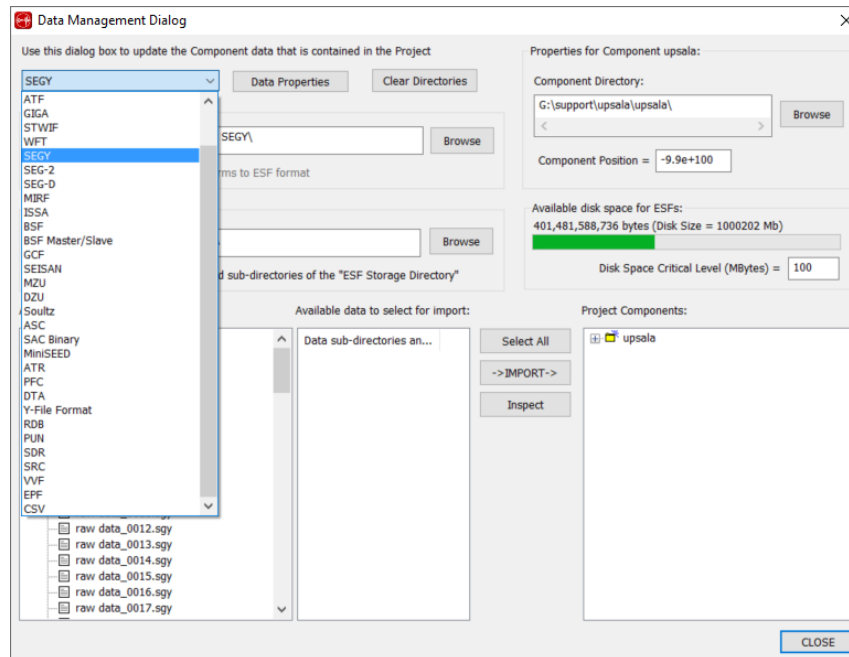 Data Management Dialog
Use this dialog box to update the Component data that is contained in the Project
SEGY
Data Properties
Clear Directories
ATF
GIGA
STWIF
WFT
SEGY
SEG-2
SEG-D
MIRF
ISSA
BSF
BSF Master/Slave
GCF
SEISAN
MZU
DZU
Soultz
ASC
SAC Binary
MiniSEED
ATR
PFC
DTA
Y-File Format
RDB
PUN
SDR
SRC
VVF
EPF
CSV
SEGY\
Browse
rms to ESF format
Browse
d sub-directories of the "ESF Storage Directory"
raw data_0012.sgy
raw data_0013.sgy
raw data_0014.sgy
raw data_0015.sgy
raw data_0016.sgy
raw data_0017.sgy
Available data to select for import:
Data sub-directories an...
Select All
->IMPORT->
Inspect
Properties for Component upsala:
Component Directory:
G:\support\upsala\upsala\
Browse
Component Position = -9.9e+100
Available disk space for ESFs:
401,481,588,736 bytes (Disk Size = 1000202 Mb)
Disk Space Critical Level (MBytes) = 100
Project Components:
upsala
CLOSE